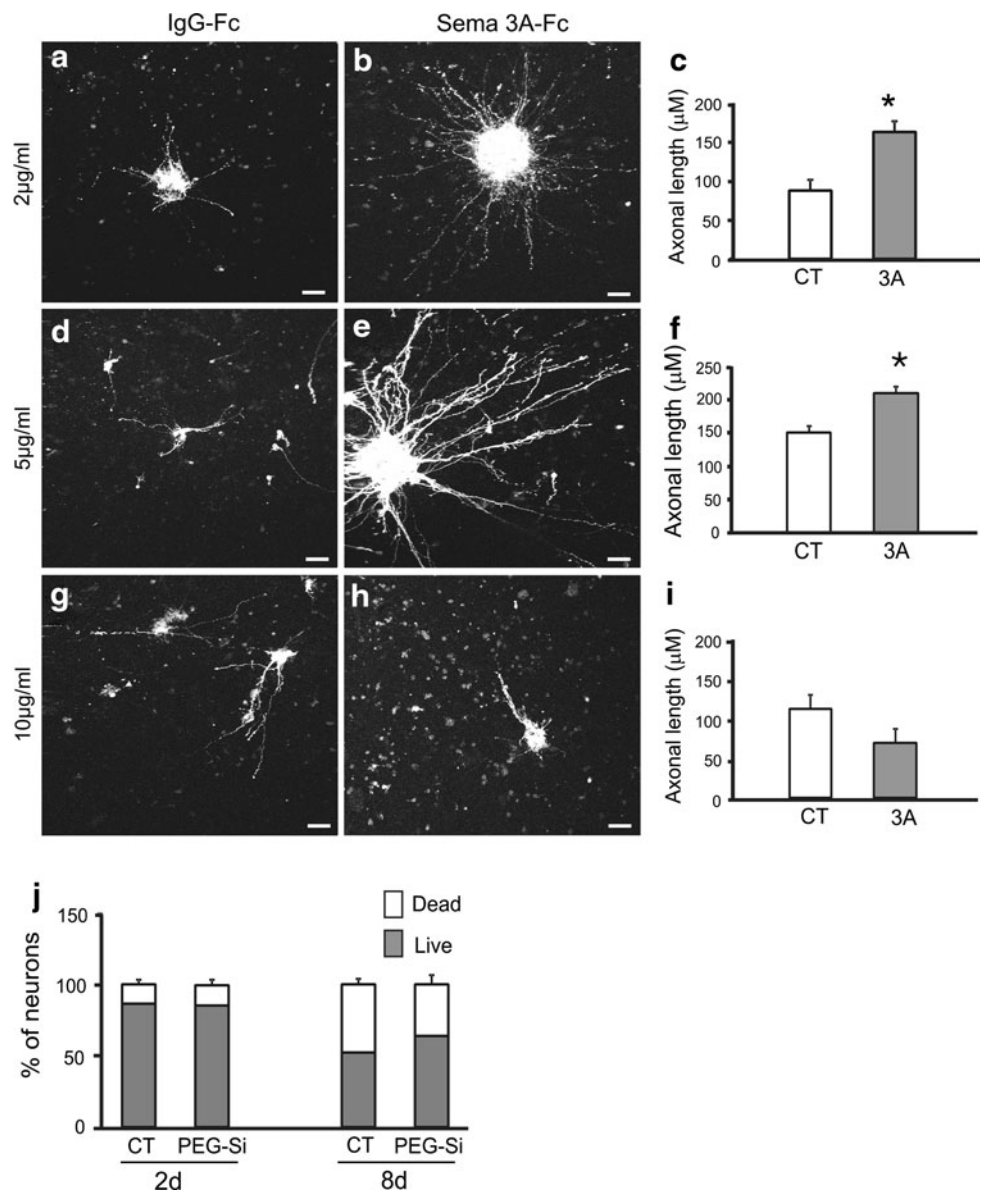 IgG-Fc
Sema 3A-Fc
2µg/ml
a
b
c
Axonal length (µM)
200
150
100
50
0
*
CT
3A
5µg/ml
d
e
f
Axonal length (µM)
250
200
150
100
50
0
*
CT
3A
10µg/ml
g
h
i
Axonal length (µM)
200
150
100
50
0
CT
3A
j
% of neurons
150
100
50
0
Dead
Live
CT
PEG-Si
CT
PEG-Si
2d
8d